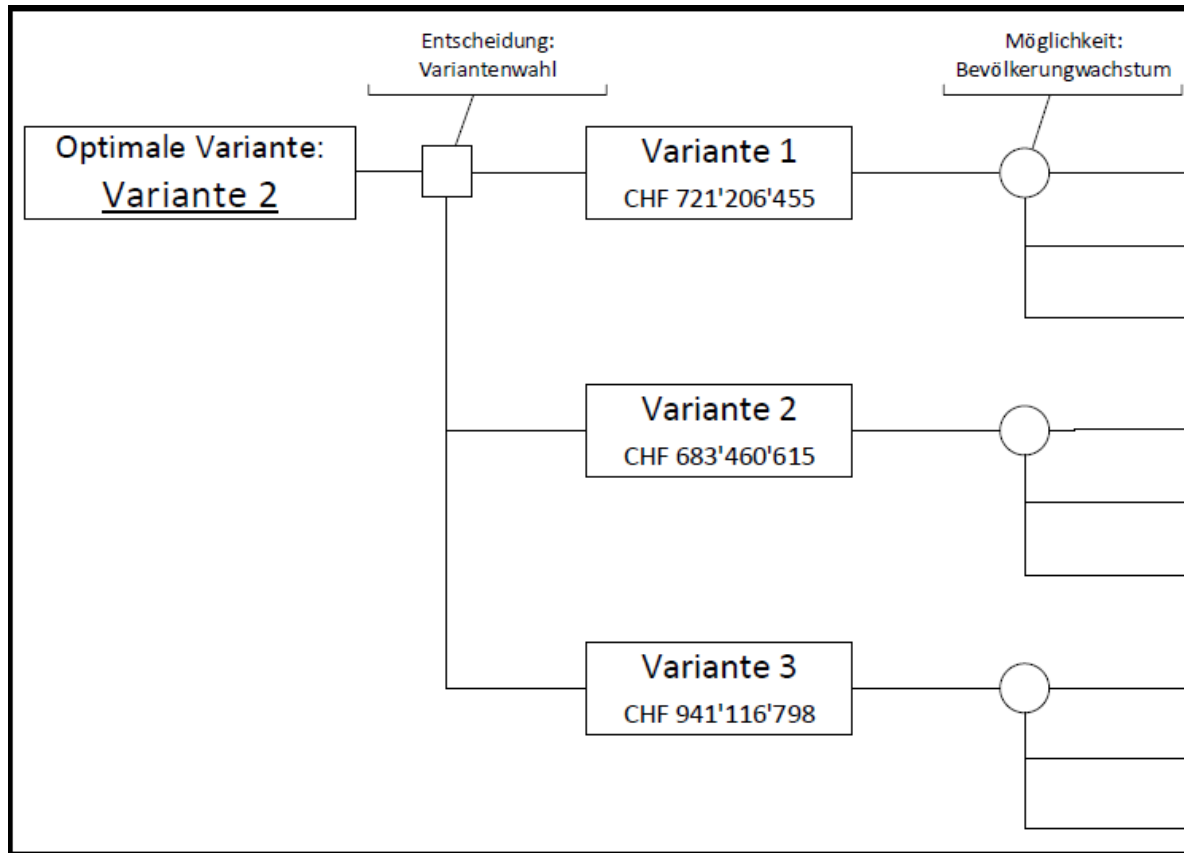 Entscheidung:
Variantenwahl
Möglichkeit:
Bevölkerungwachstum
Optimale Variante:
Variante 2
Variante 1
CHF 721'206'455
Variante 2
CHF 683'460'615
Variante 3
CHF 941'116'798